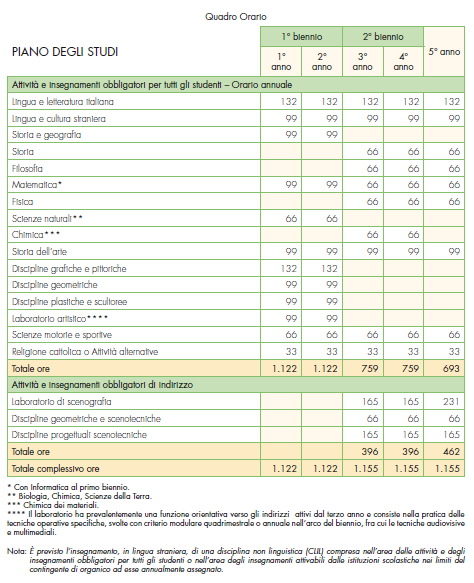 Quadro Orario
PIANO DEGLI STUDI
1° biennio 2° biennio 5° anno
1° anno 2° anno 3° anno 4° anno
Attività e insegnamenti obbligatori per tutti gli studenti – Orario annuale
Lingua e letteratura italiana 132 132 132 132 132
Lingua e cultura straniera 99 99 99 99 99
Storia e geografia 99 99
Storia 66 66 66
Filosofia 66 66 66
Matematica* 99 99 66 66 66
Fisica 66 66 66
Scienze naturali** 66 66
Chimica*** 66 66
Storia dell'arte 99 99 99 99 99
Discipline grafiche e pittoriche 132 132
Discipline geometriche 99 99
Discipline plastiche e scultoree 99 99
Laboratorio artistico**** 99 99
Scienze motorie e sportive 66 66 66 66 66
Religione cattolica o Attività alternative 33 33 33 33 33
Totale ore 1.122 1.122 759 759 693
Attività e insegnamenti obbligatori di indirizzo
Laboratorio di scenografia 165 165 231
Discipline geometriche e scenotecniche 66 66 66
Discipline progettuali scenotecniche 165 165 165
Totale ore 396 396 462
Totale complessivo ore 1.122 1.122 1.155 1.155 1.155
* Con Informatica al primo biennio.
** Biologia, Chimica, Scienze della Terra.
*** Chimica dei materiali.
**** Il laboratorio ha prevalentemente una funzione orientativa verso gli indirizzi attivi dal terzo anno e consiste nella pratica delle
tecniche operative specifiche, svolte con criterio modulare quadrimestrale o annuale nell'arco del biennio, fra cui le tecniche audiovisive
e multimediali.
Nota: È previsto l'insegnamento, in lingua straniera, di una disciplina non linguistica (CLIL) compresa nell'area delle attività e degli
insegnamenti obbligatori per tutti gli studenti o nell'area degli insegnamenti attivabili dalle istituzioni scolastiche nei limiti del
contingente di organico ad esse annualmente assegnato.